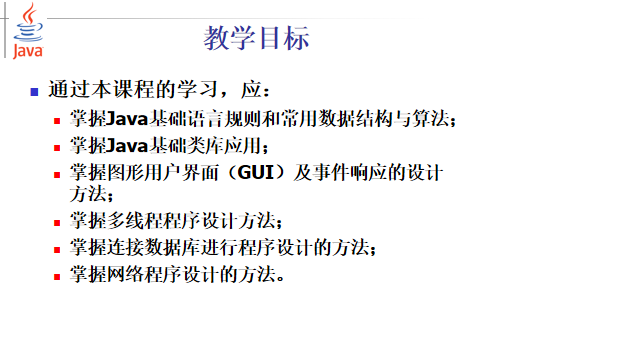 Java
教学目标
通过本课程的学习，应：
掌握Java基础语言规则和常用数据结构与算法；
掌握Java基础类库应用；
掌握图形用户界面（GUI）及事件响应的设计
方法；
掌握多线程程序设计方法；
掌握连接数据库进行程序设计的方法；
掌握网络程序设计的方法。